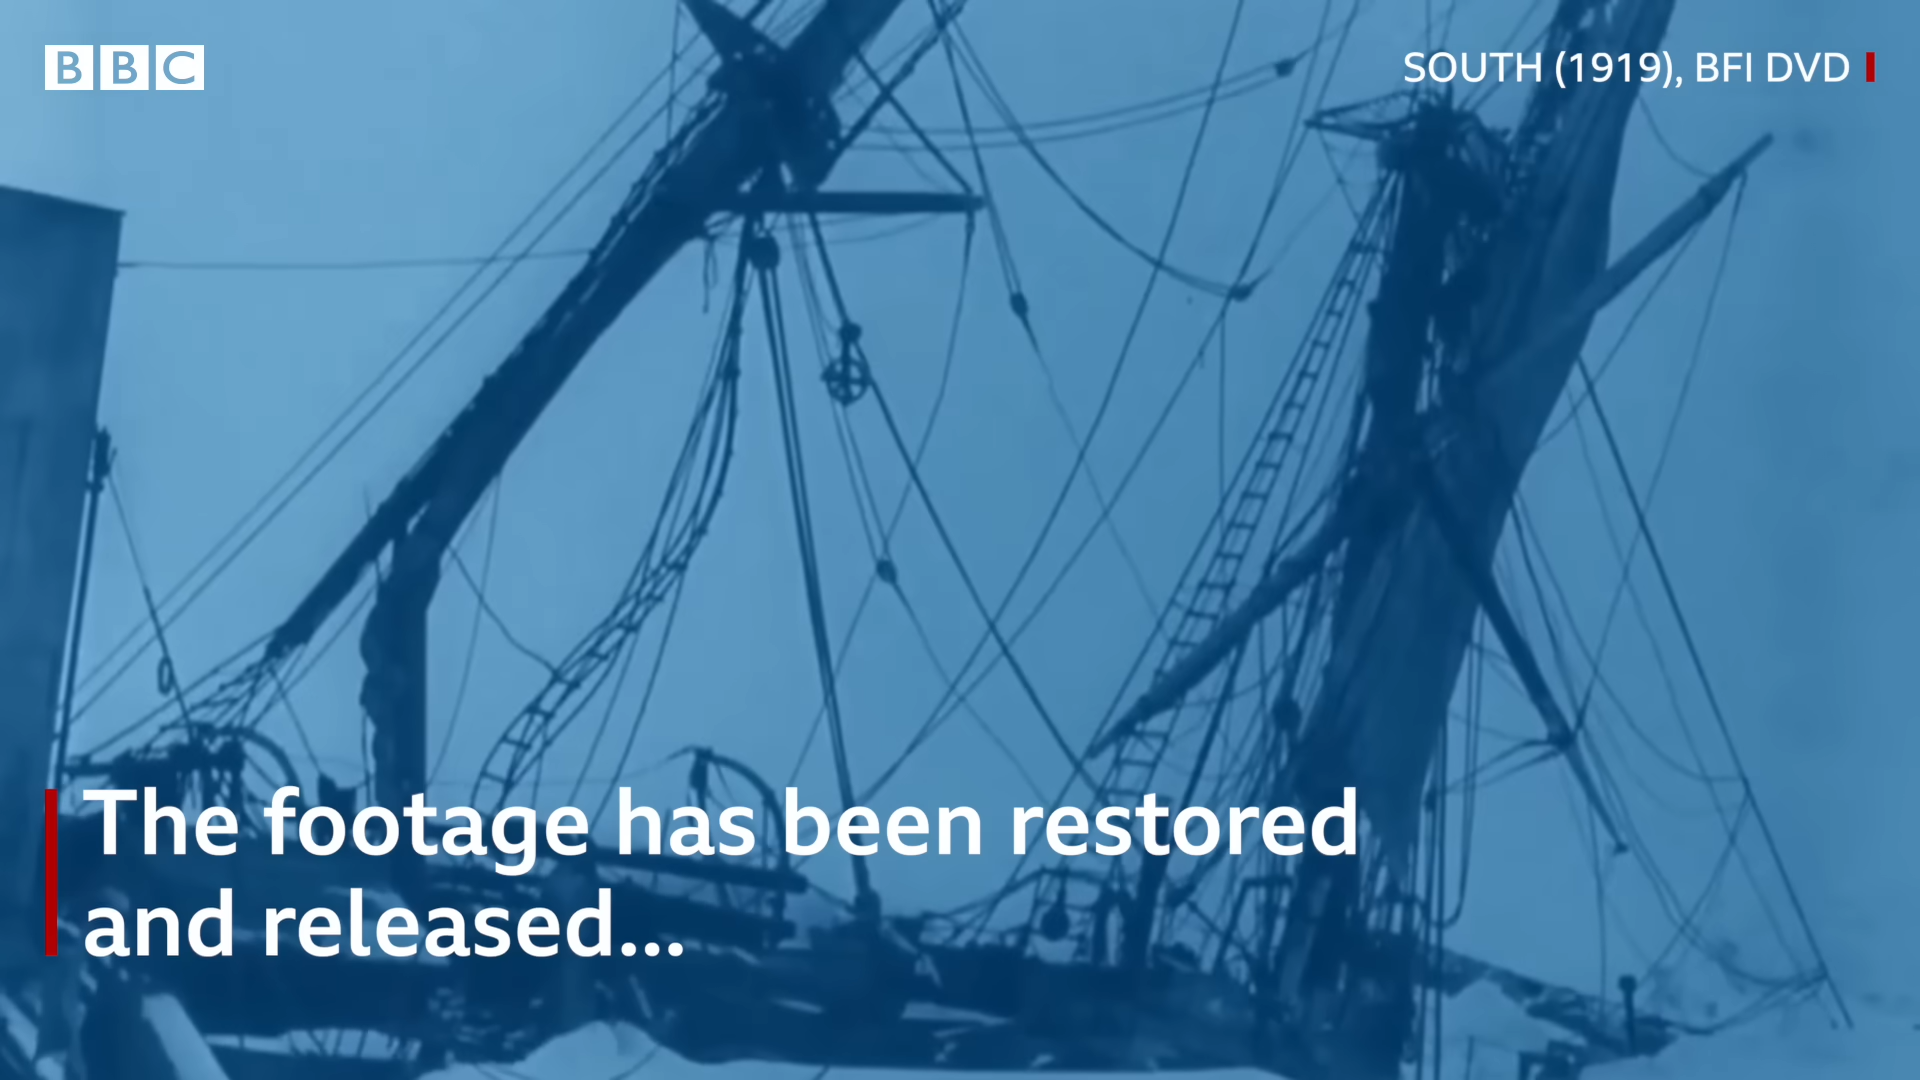 BBC
SOUTH (1919), BFI DVD
The footage has been restored
and released...